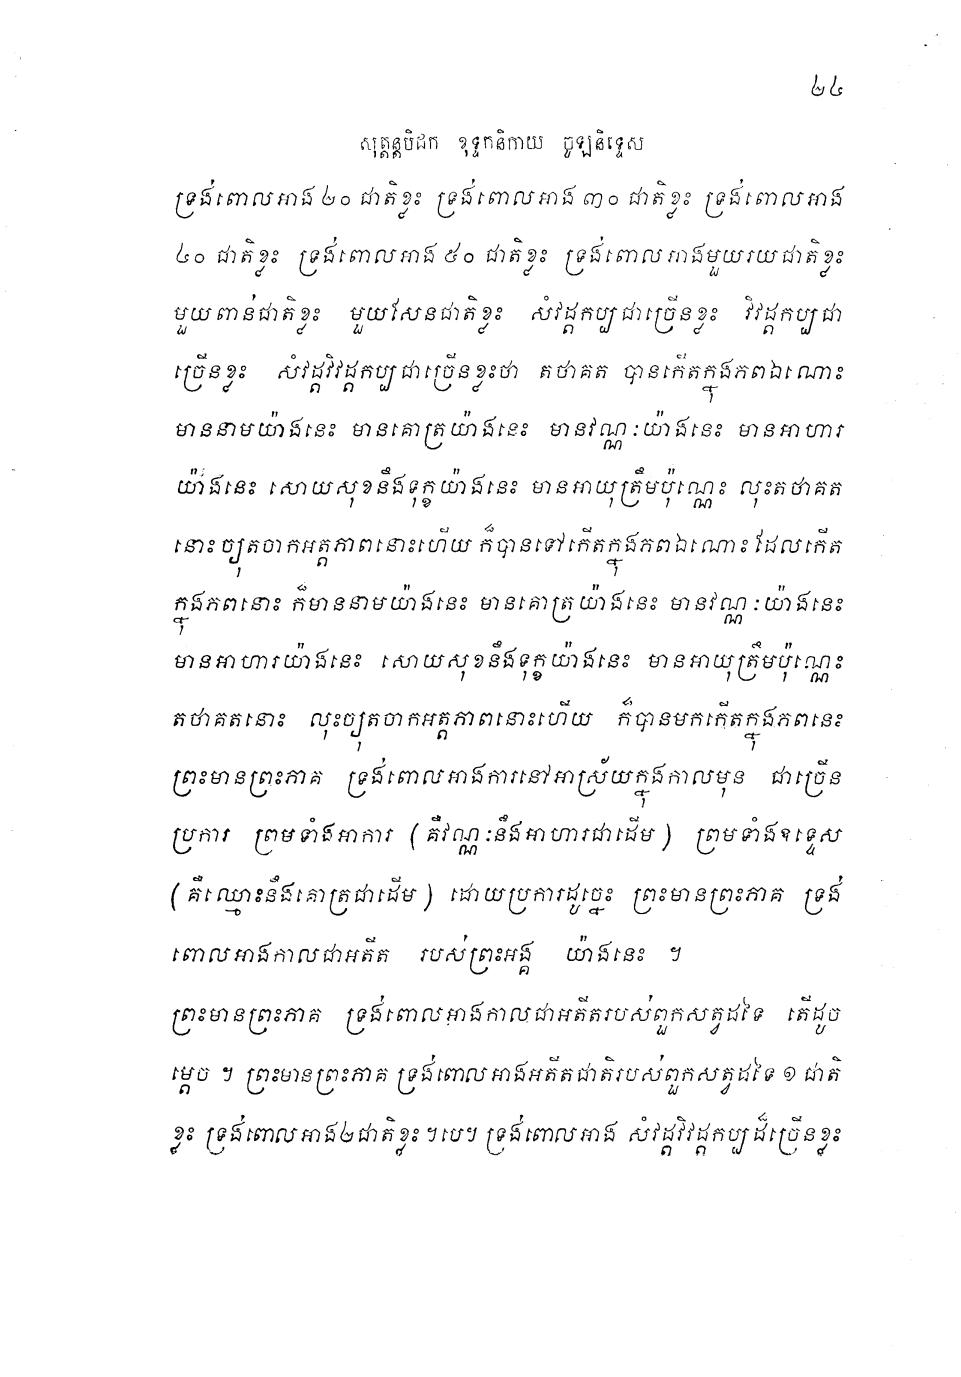 ២៤
សុត្តន្តបិដក ខុទ្ទកនិកាយ ចូឡនិទ្ទេស
ទ្រង់ពោលអាង ២០ ជាតិខ្លះ ទ្រង់ពោលអាង ៣០ ជាតិខ្លះ ទ្រង់ពោលអាង
៤០ ជាតិខ្លះ ទ្រង់ពោលអាង ៥០ ជាតិខ្លះ ទ្រង់ពោលអាងមួយរយជាតិខ្លះ
មួយពាន់ជាតិខ្លះ មួយសែនជាតិខ្លះ សំវដ្តកប្បជាច្រើនខ្លះ វិវដ្តកប្បជា
ច្រើនខ្លះ សំវដ្តវិវដ្តកប្បជាច្រើនខ្លះថា តថាគត បានកើតក្នុងភពឯណោះ
មាននាមយ៉ាងនេះ មានគោត្រយ៉ាងនេះ មានវណ្ណៈយ៉ាងនេះ មានអាហារ
យ៉ាងនេះ សោយសុខនឹងទុក្ខយ៉ាងនេះ មានអាយុត្រឹមប៉ុណ្ណេះ លុះតថាគត
នោះច្យុតចាកអត្តភាពនោះហើយ ក៏បានទៅកើតក្នុងភពឯណោះ ដែលកើត
ក្នុងភពនោះ ក៏មាននាមយ៉ាងនេះ មានគោត្រយ៉ាងនេះ មានវណ្ណៈយ៉ាងនេះ
មានអាហារយ៉ាងនេះ សោយសុខនឹងទុក្ខយ៉ាងនេះ មានអាយុត្រឹមប៉ុណ្ណេះ
តថាគតនោះ លុះច្យុតចាកអត្តភាពនោះហើយ ក៏បានមកកើតក្នុងភពនេះ
ព្រះមានព្រះភាគ ទ្រង់ពោលអាងការនៅអាស្រ័យក្នុងកាលមុន ជាច្រើន
ប្រការ ព្រមទាំងអាការ (គឺវណ្ណៈនឹងអាហារជាដើម) ព្រមទាំងឧទ្ទេស
(គឺឈ្មោះនឹងគោត្រជាដើម) ដោយប្រការដូច្នេះ ព្រះមានព្រះភាគ ទ្រង់
ពោលអាងកាលជាអតីត របស់ព្រះអង្គ យ៉ាងនេះ ។
ព្រះមានព្រះភាគ ទ្រង់ពោលអាងកាលជាអតីតរបស់ពួកសត្វដទៃ តើដូច
ម្តេច ។ ព្រះមានព្រះភាគ ទ្រង់ពោលអាងអតីតជាតិរបស់ពួកសត្វដទៃ ១ ជាតិ
ខ្លះ ទ្រង់ពោលអាង២ជាតិខ្លះ។បេ។ ទ្រង់ពោលអាង សំវដ្តវិវដ្តកប្បដ៏ច្រើនខ្លះ